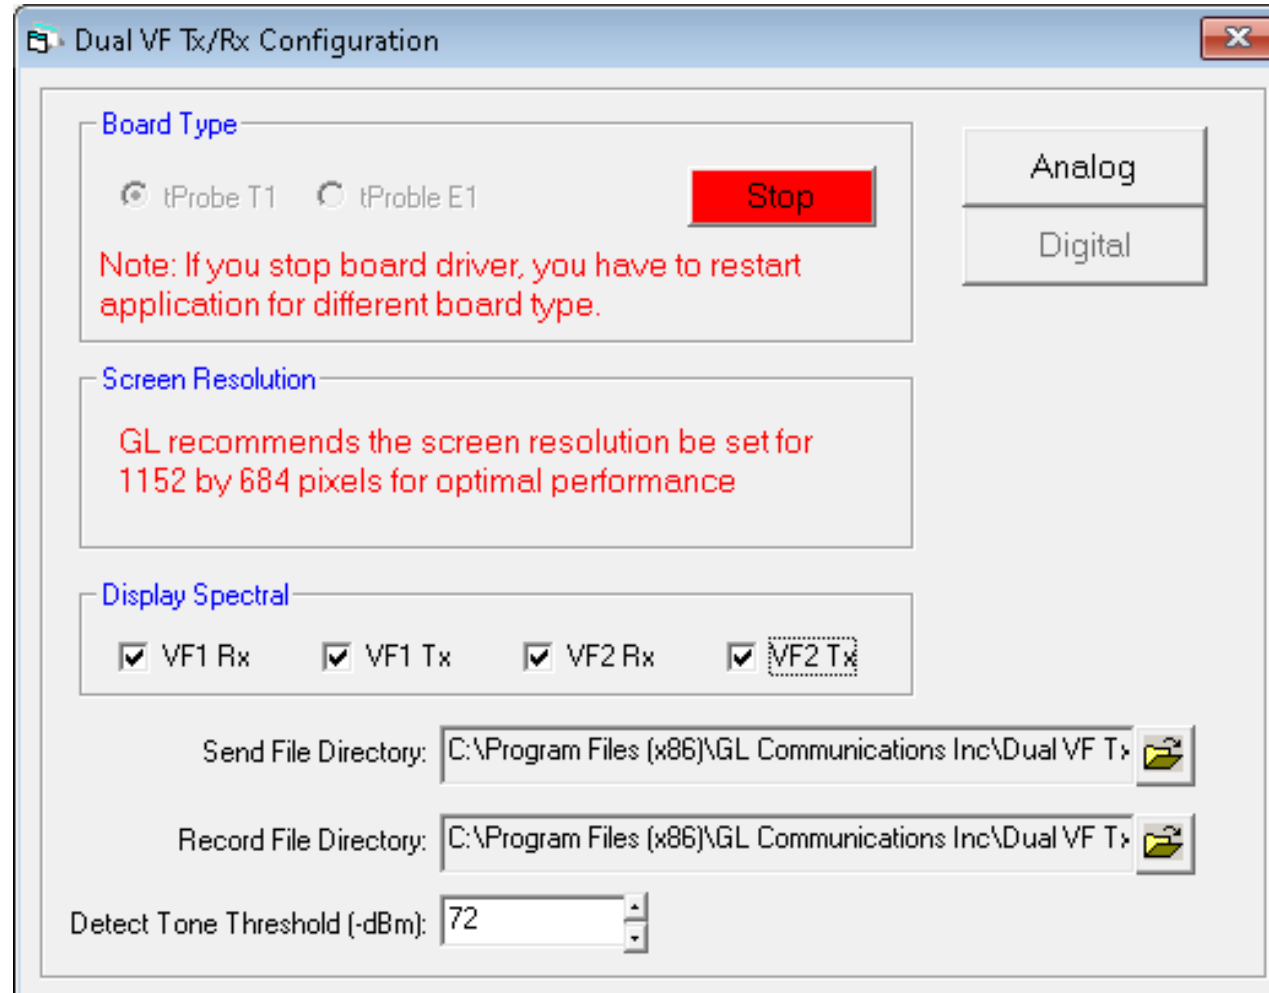 Dual VF Tx/Rx Configuration
Board Type
tProbe T1 tProble E1
Stop
Note: If you stop board driver, you have to restart
application for different board type.
Analog
Digital
Screen Resolution
GL recommends the screen resolution be set for
1152 by 684 pixels for optimal performance
Display Spectral
VF1 Rx VF1 Tx VF2 Rx VF2 Tx
Send File Directory: C:\Program Files (x86)\GL Communications Inc\Dual VF Tx
Record File Directory: C:\Program Files (x86)\GL Communications Inc\Dual VF Tx
Detect Tone Threshold (-dBm): 72